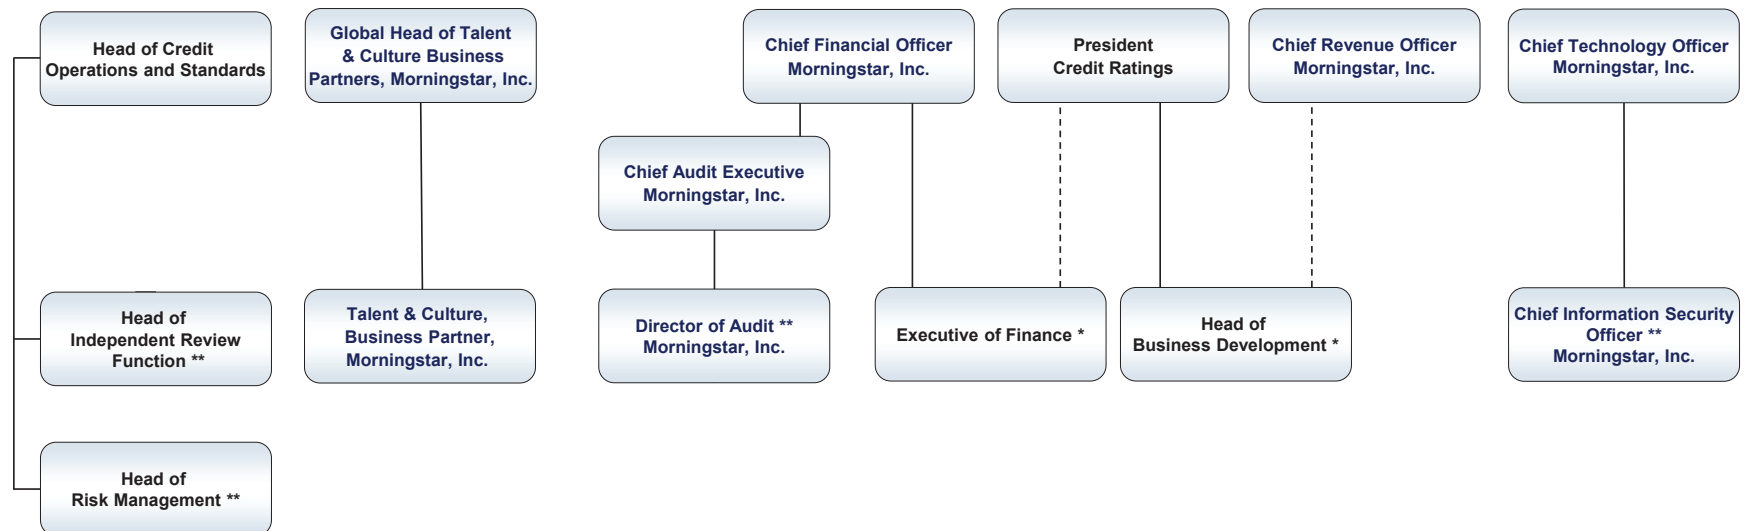 Head of Credit
Operations and Standards
Global Head of Talent
& Culture Business
Partners, Morningstar, Inc.
Chief Financial Officer
Morningstar, Inc.
President
Credit Ratings
Chief Revenue Officer
Morningstar, Inc.
Chief Technology Officer
Morningstar, Inc.
Chief Audit Executive
Morningstar, Inc.
Head of
Independent Review
Function **
Talent & Culture,
Business Partner,
Morningstar, Inc.
Director of Audit **
Morningstar, Inc.
Executive of Finance *
Head of
Business Development *
Chief Information Security
Officer **
Morningstar, Inc.
Head of
Risk Management **